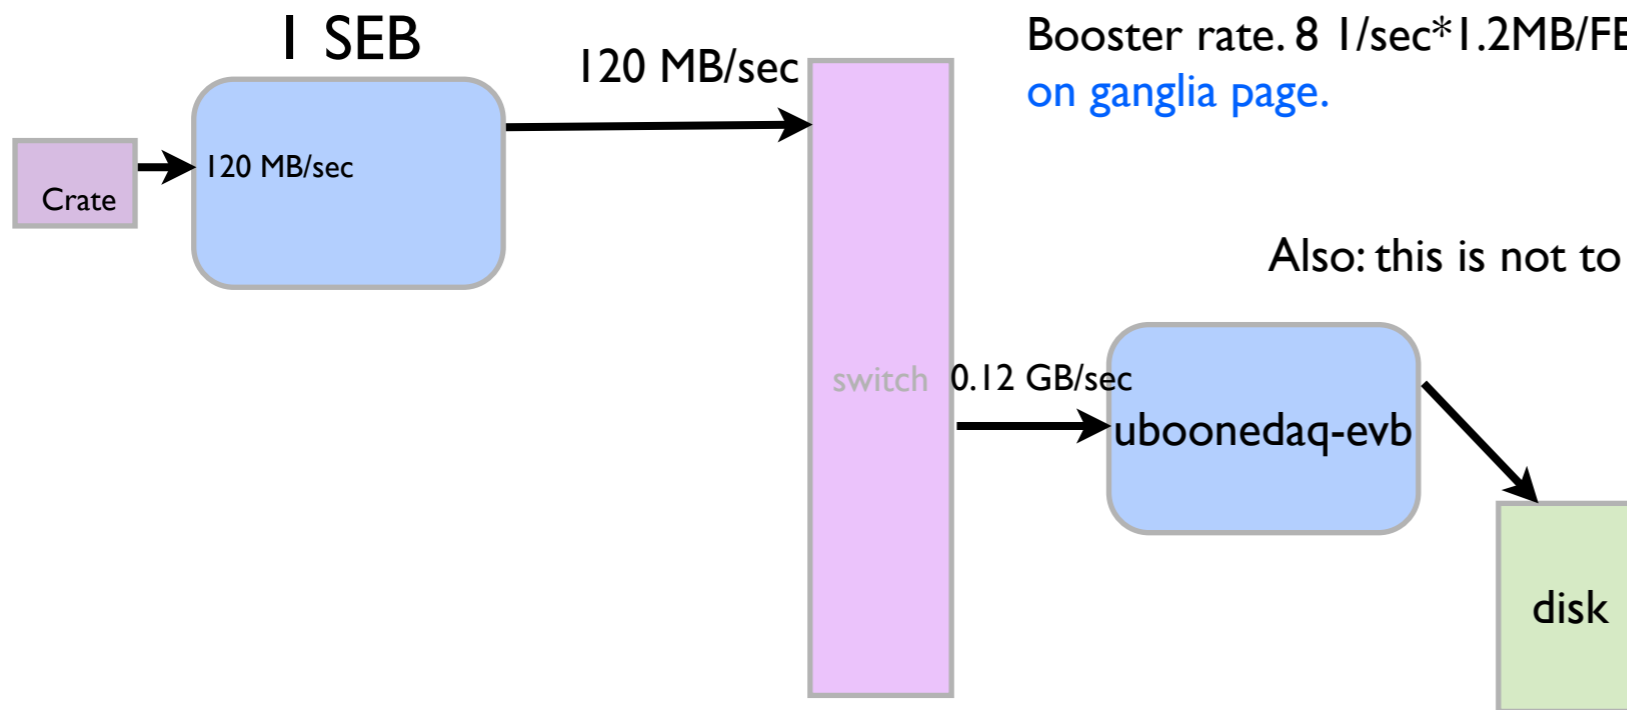 1 SEB
120 MB/sec
Booster rate. 8 1/sec*1.2MB/FE
on ganglia page.
120 MB/sec
Crate
Also: this is not to
switch
0.12 GB/sec
uboonedaq-evb
disk